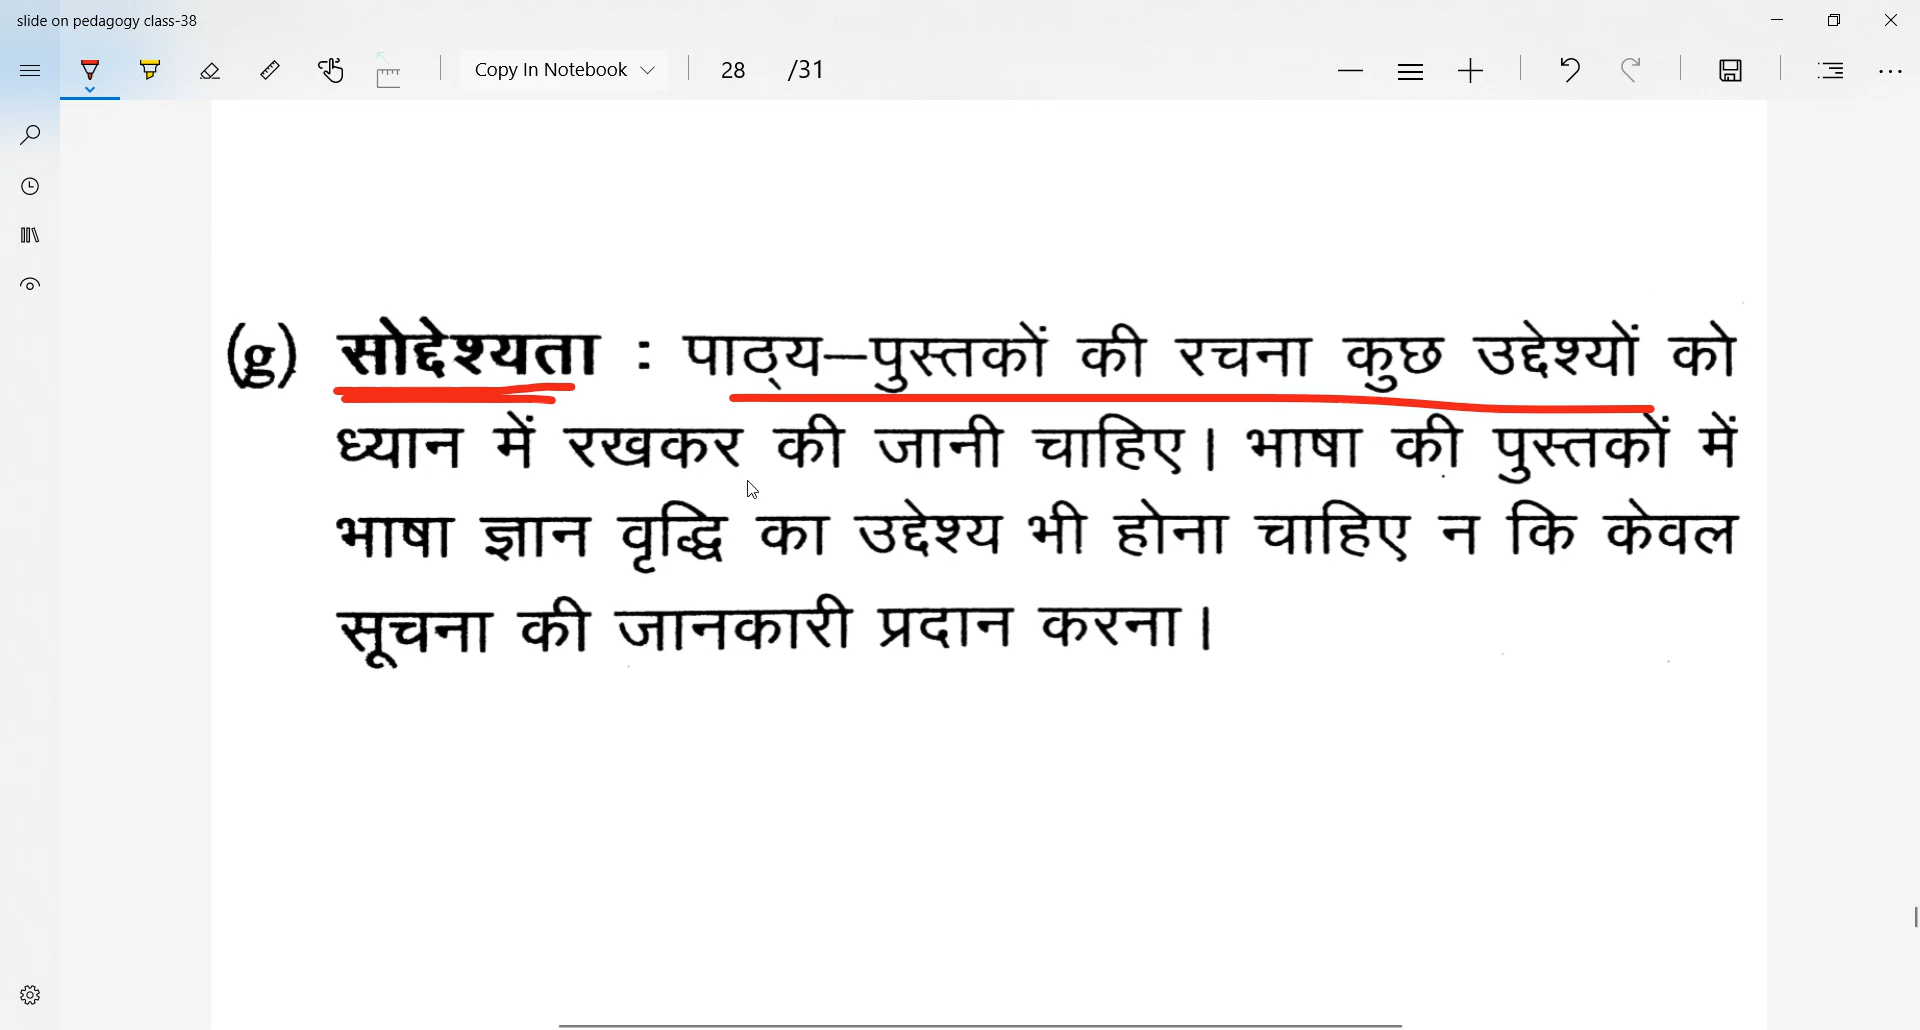 slide on pedagogy class-38
Copy In Notebook 28 /31
(g) सोद्देश्यता : पाठ्य–पुस्तकों की रचना कुछ उद्देश्यों को
ध्यान में रखकर की जानी चाहिए। भाषा की पुस्तकों में
भाषा ज्ञान वृद्धि का उद्देश्य भी होना चाहिए न कि केवल
सूचना की जानकारी प्रदान करना।